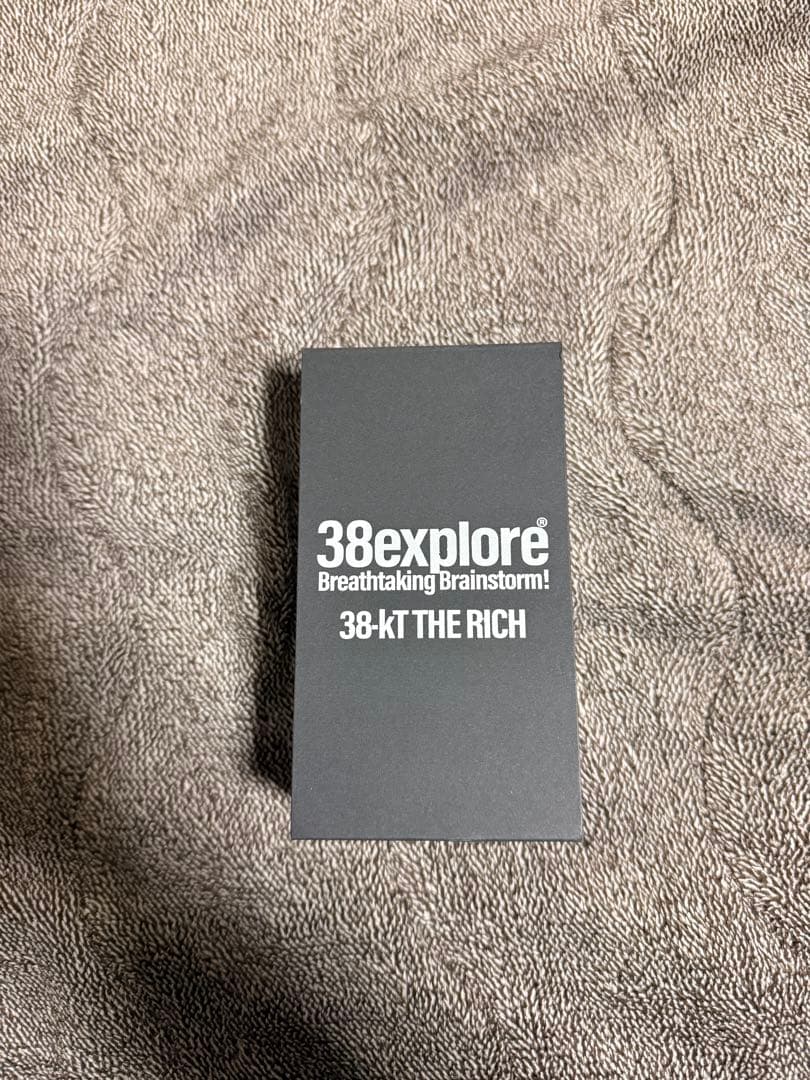 38explore®
Breathtaking Brainstorm!
38-kT THE RICH